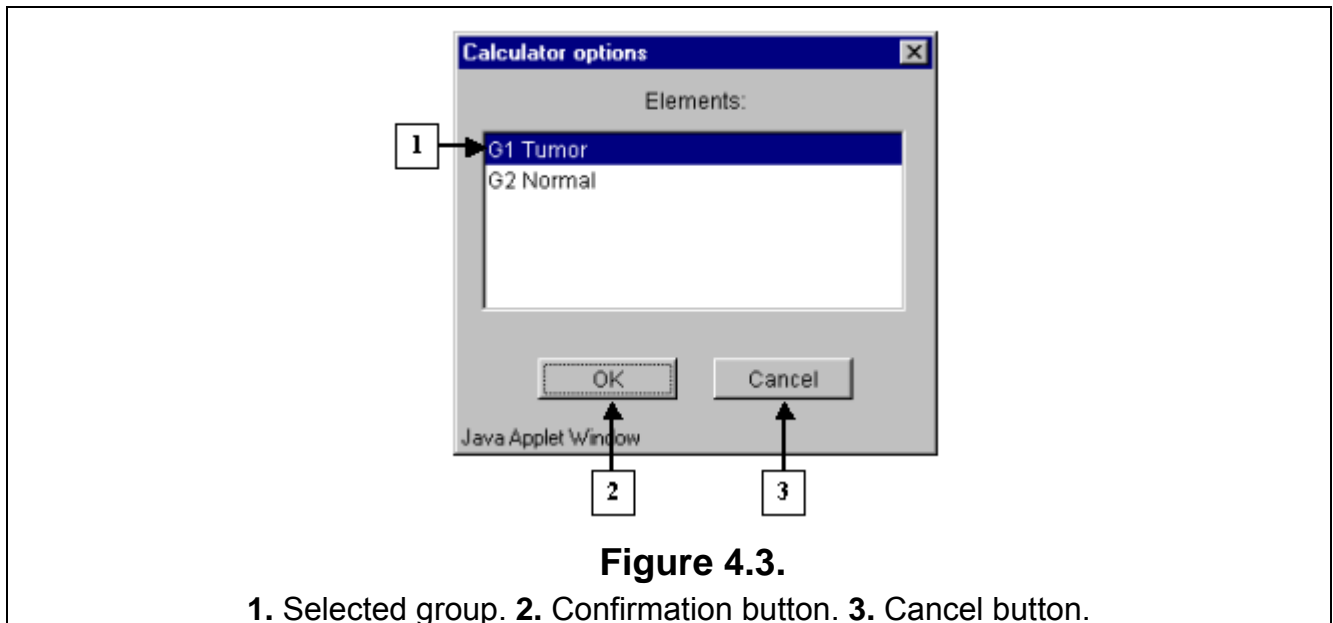 Calculator options
Elements:
1
G1 Tumor
G2 Normal
OK
Cancel
Java Applet Window
2
3
Figure 4.3.
1. Selected group. 2. Confirmation button. 3. Cancel button.